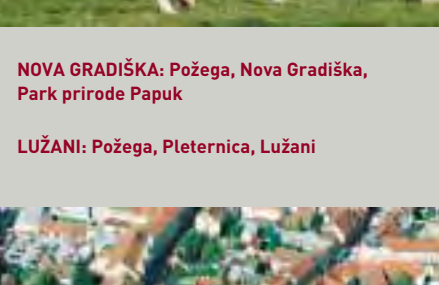 NOVA GRADIŠKA: Požega, Nova Gradiška,
Park prirode Papuk
LUŽANI: Požega, Pleternica, Lužani